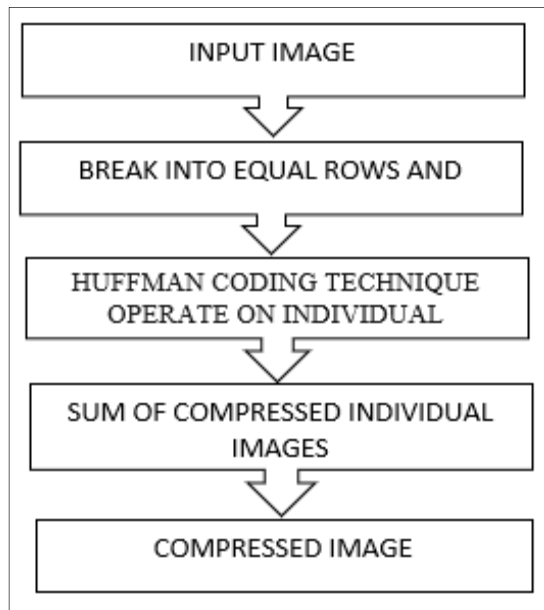 INPUT IMAGE
BREAK INTO EQUAL ROWS AND
HUFFMAN CODING TECHNIQUE
OPERATE ON INDIVIDUAL
SUM OF COMPRESSED INDIVIDUAL
IMAGES
COMPRESSED IMAGE